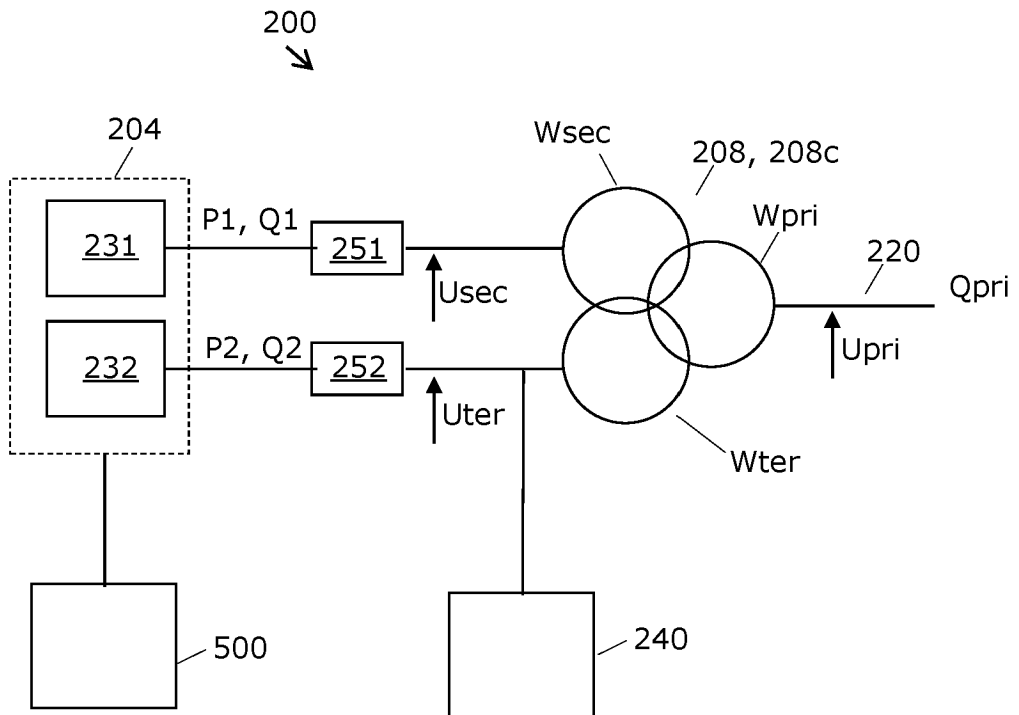 200
204
Wsec
208, 208c
Wpri
231
P1, Q1
251
Usec
220
Qpri
232
P2, Q2
252
Uter
Upri
Wter
500
240